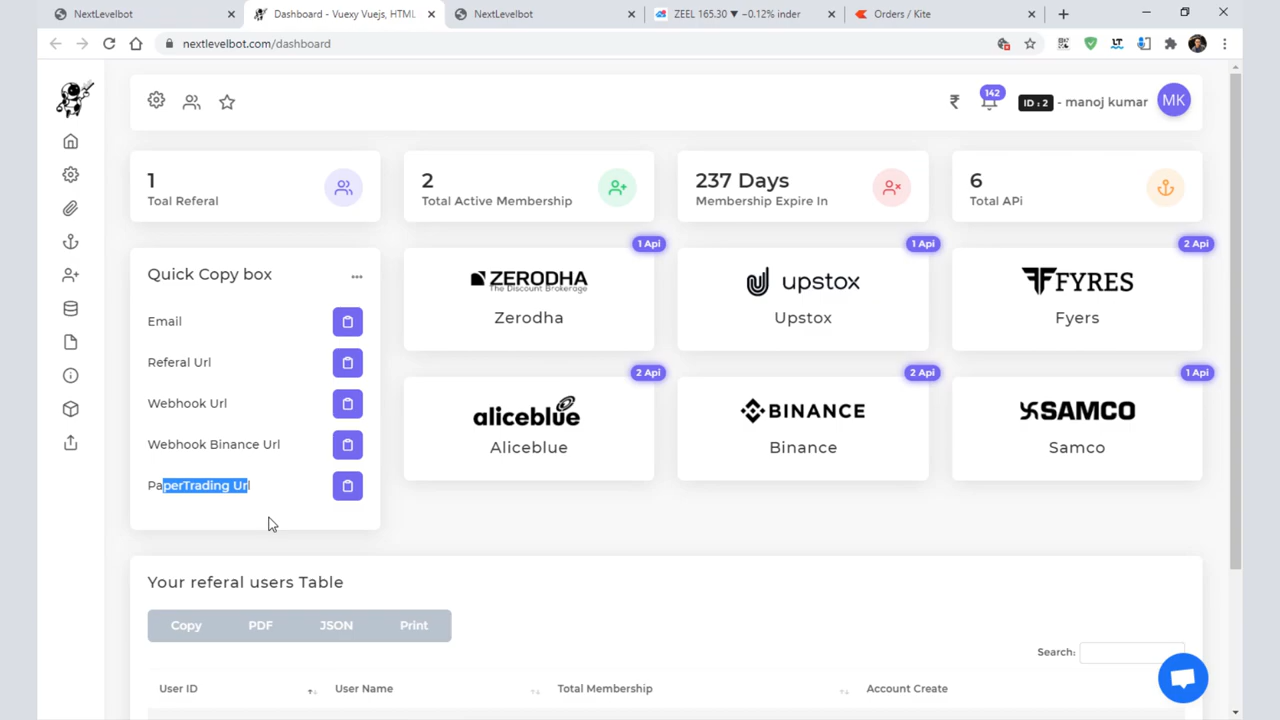 NextLevelbot
Dashboard - Vuexy Vuejs, HTML
NextLevelbot
ZEEL 165.30 ▼ −0.12% inder
Orders / Kite
nextlevelbot.com/dashboard
142
ID : 2 - manoj kumar MK
1
Toal Referal
2
Total Active Membership
237 Days
Membership Expire In
6
Total APi
Quick Copy box
Email
Referal Url
Webhook Url
Webhook Binance Url
PaperTrading Url
1 Api
ZERODHA
The Discount Brokerage
Zerodha
1 Api
upstox
Upstox
2 Api
FYRES
Fyers
2 Api
aliceblue
Aliceblue
2 Api
BINANCE
Binance
1 Api
SAMCO
Samco
Your referal users Table
Copy PDF JSON Print
Search:
User ID User Name Total Membership Account Create